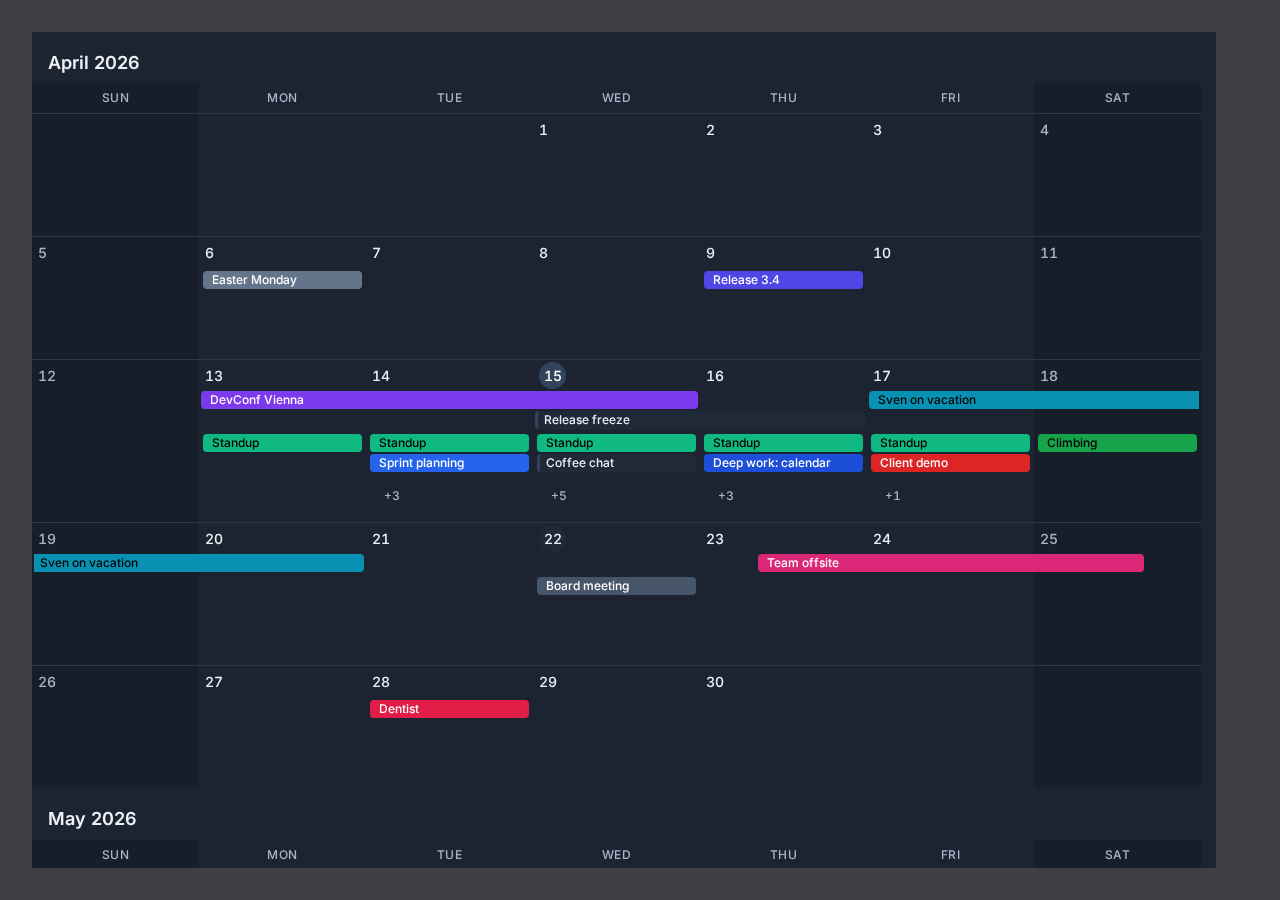 April 2026
SUN MON TUE WED THU FRI SAT
1 2 3 4
5 6 7 8 9 10 11
Easter Monday Release 3.4
12 13 14 15 16 17 18
DevConf Vienna Sven on vacation
Release freeze
Standup Standup Standup Standup Standup Climbing
Sprint planning Coffee chat Deep work: calendar Client demo
+3 +5 +3 +1
19 20 21 22 23 24 25
Sven on vacation Team offsite
Board meeting
26 27 28 29 30
Dentist
May 2026
SUN MON TUE WED THU FRI SAT